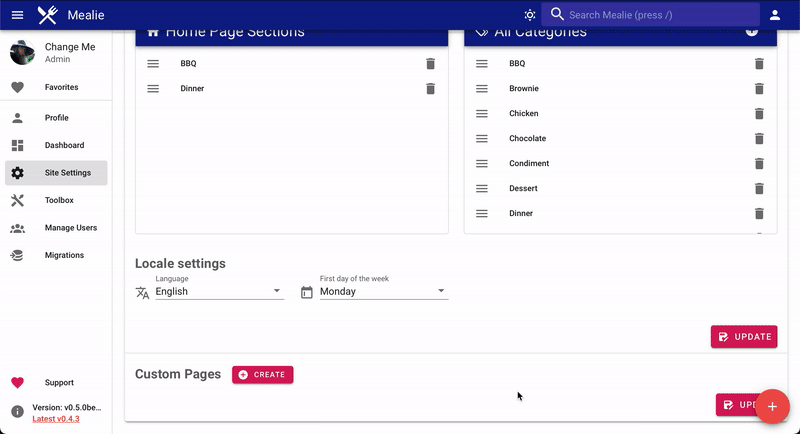 Mealie
Search Mealie (press /)
Change Me
Admin
Favorites
Profile
Dashboard
Site Settings
Toolbox
Manage Users
Migrations
Support
Version: v0.5.0be...
Latest v0.4.3
Home Page Sections
BBQ
Dinner
All Categories
BBQ
Brownie
Chicken
Chocolate
Condiment
Dessert
Dinner
Locale settings
Language
English
First day of the week
Monday
UPDATE
Custom Pages
CREATE
UPD